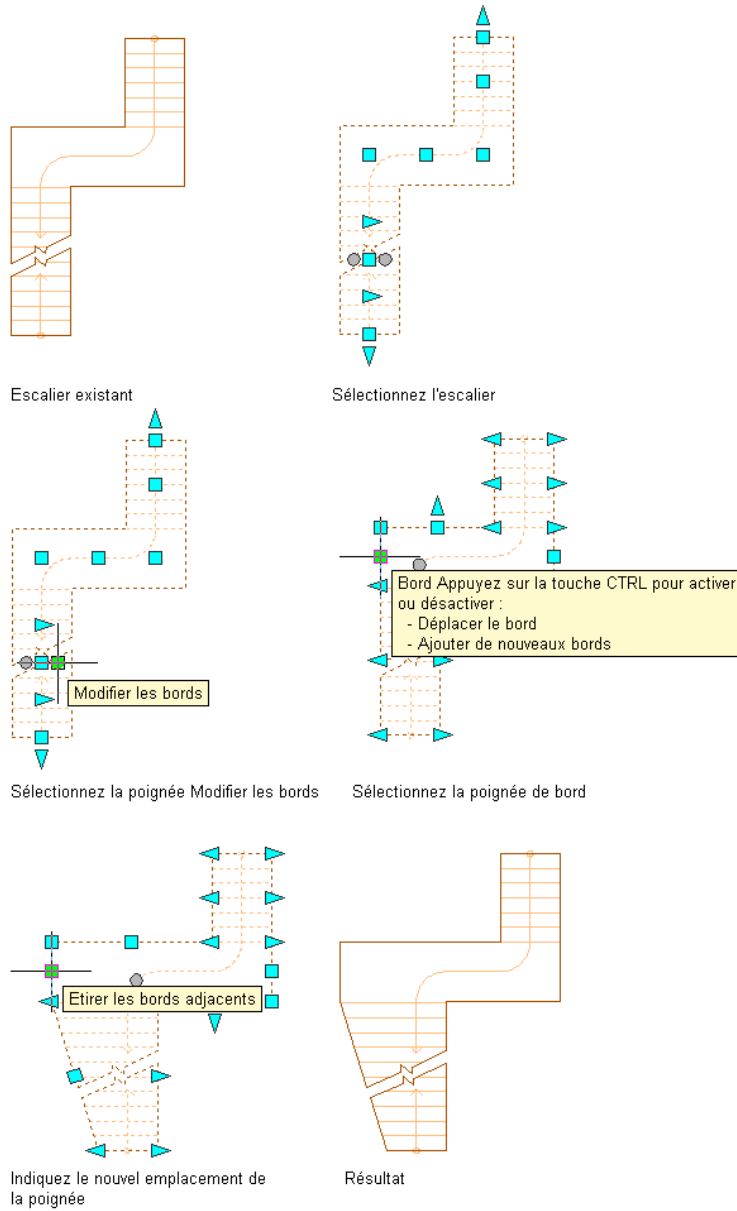 Escalier existant
Sélectionnez l'escalier
Modifier les bords
Bord Appuyez sur la touche CTRL pour activer
ou désactiver :
- Déplacer le bord
- Ajouter de nouveaux bords
Sélectionnez la poignée Modifier les bords
Sélectionnez la poignée de bord
Etirer les bords adjacents
Indiquez le nouvel emplacement de
la poignée
Résultat